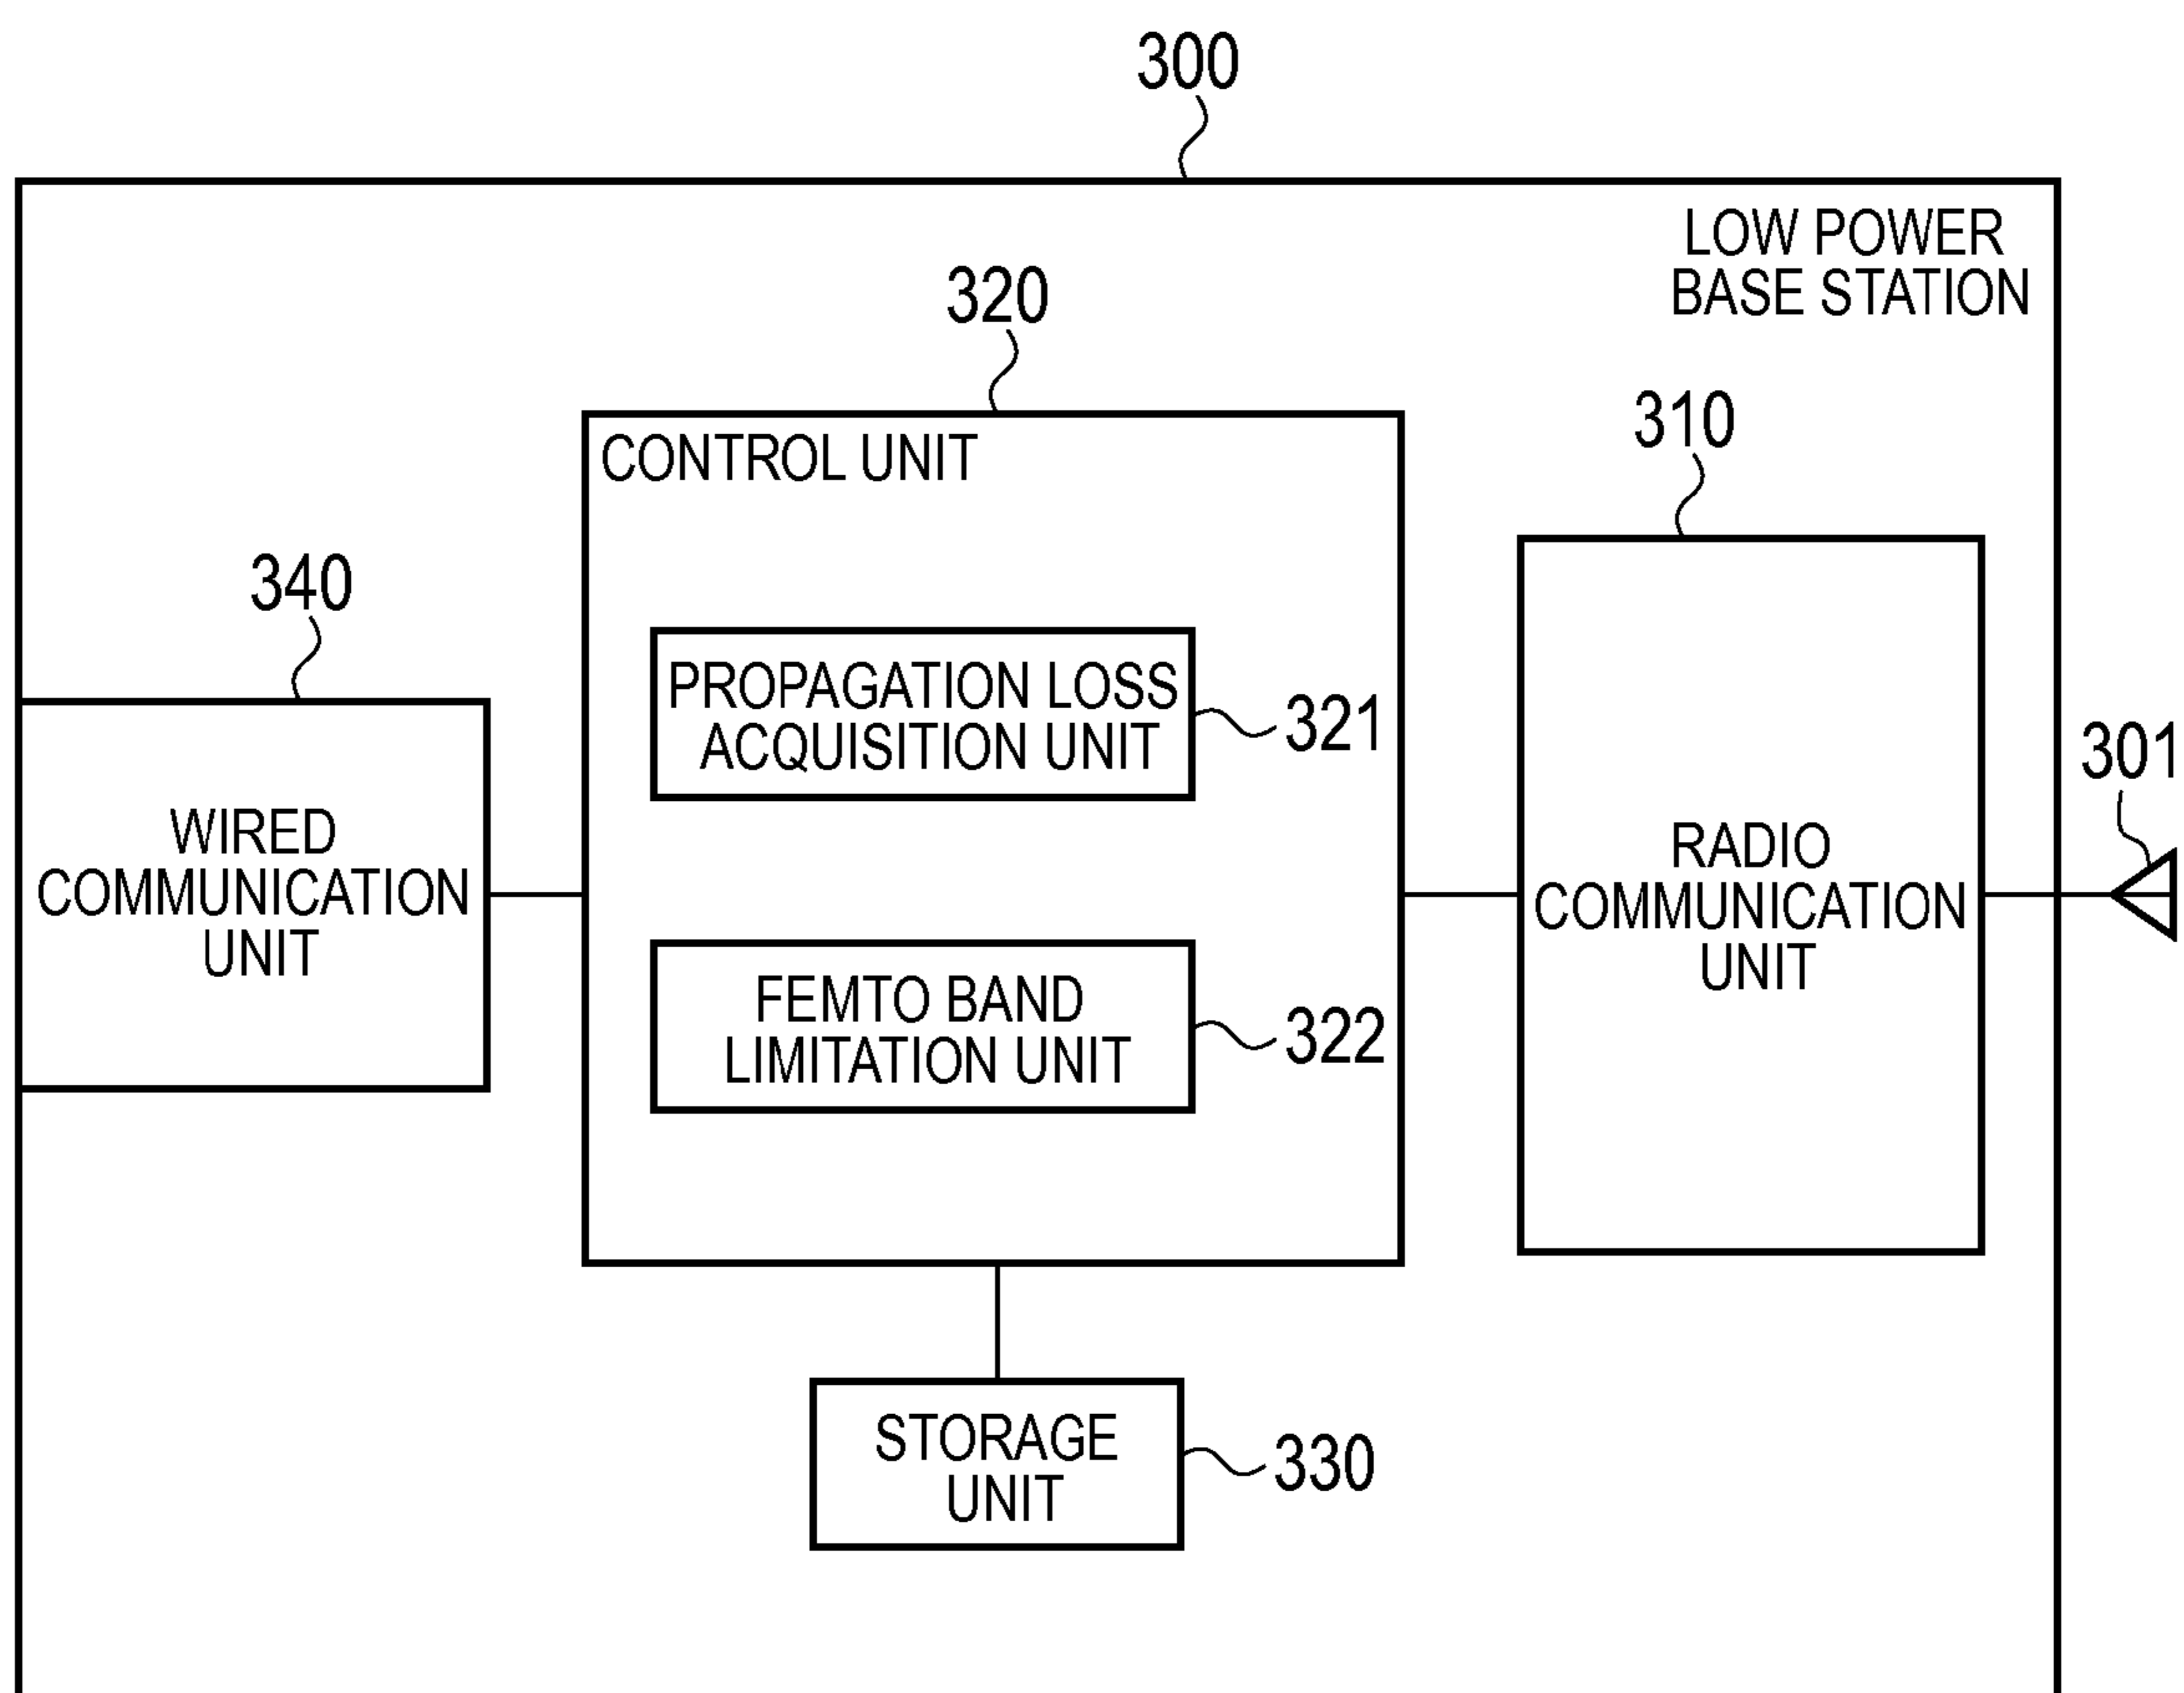 300
LOW POWER
BASE STATION
320
CONTROL UNIT
310
340
PROPAGATION LOSS
ACQUISITION UNIT
321
301
WIRED
COMMUNICATION
UNIT
RADIO
COMMUNICATION
UNIT
FEMTO BAND
LIMITATION UNIT
322
STORAGE
UNIT
330